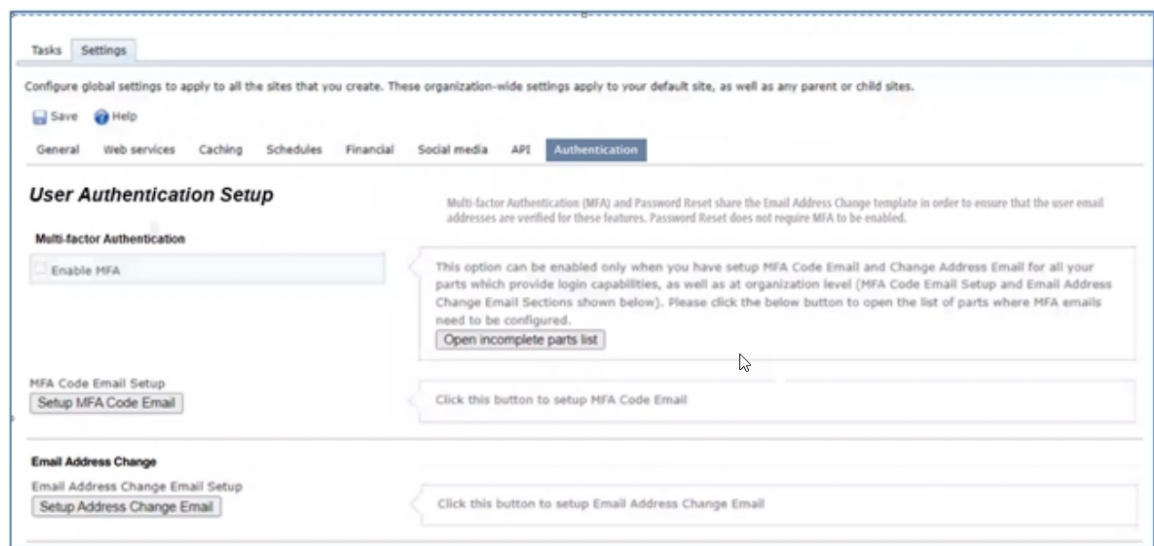 Tasks Settings
Configure global settings to apply to all the sites that you create. These organization-wide settings apply to your default site, as well as any parent or child sites.
Save Help
General Web services Caching Schedules Financial Social media API Authentication
User Authentication Setup
Multi-factor Authentication (MFA) and Password Reset share the Email Address Change template in order to ensure that the user email
addresses are verified for these features. Password Reset does not require MFA to be enabled.
Multi-factor Authentication
Enable MFA
This option can be enabled only when you have setup MFA Code Email and Change Address Email for all your
parts which provide login capabilities, as well as at organization level (MFA Code Email Setup and Email Address
Change Email Sections shown below). Please click the below button to open the list of parts where MFA emails
need to be configured.
Open incomplete parts list
MFA Code Email Setup
Setup MFA Code Email
Click this button to setup MFA Code Email
Email Address Change
Email Address Change Email Setup
Setup Address Change Email
Click this button to setup Email Address Change Email